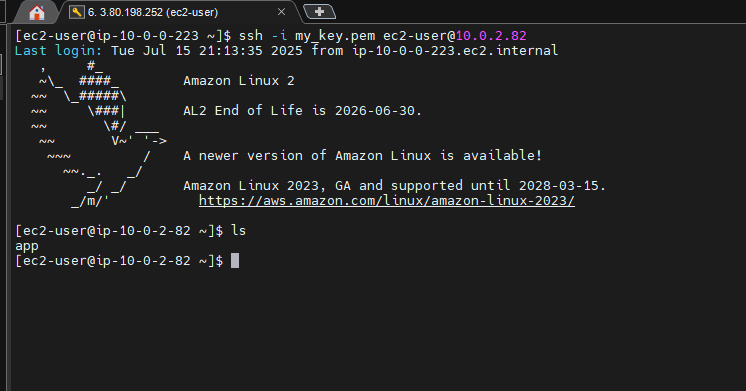 6. 3.80.198.252 (ec2-user)
[ec2-user@ip-10-0-0-223 ~]$ ssh -i my_key.pem ec2-user@10.0.2.82
Last login: Tue Jul 15 21:13:35 2025 from ip-10-0-0-223.ec2.internal
   ,     #_
   ~\_  ####_        Amazon Linux 2
  ~~  \_#####\
  ~~     \###|       AL2 End of Life is 2026-06-30.
  ~~       \#/ ___
   ~~       V~' '->
    ~~~         /    A newer version of Amazon Linux is available!
      ~~._.   _/
         _/ _/       Amazon Linux 2023, GA and supported until 2028-03-15.
       _/m/'           https://aws.amazon.com/linux/amazon-linux-2023/
[ec2-user@ip-10-0-2-82 ~]$ ls
app
[ec2-user@ip-10-0-2-82 ~]$